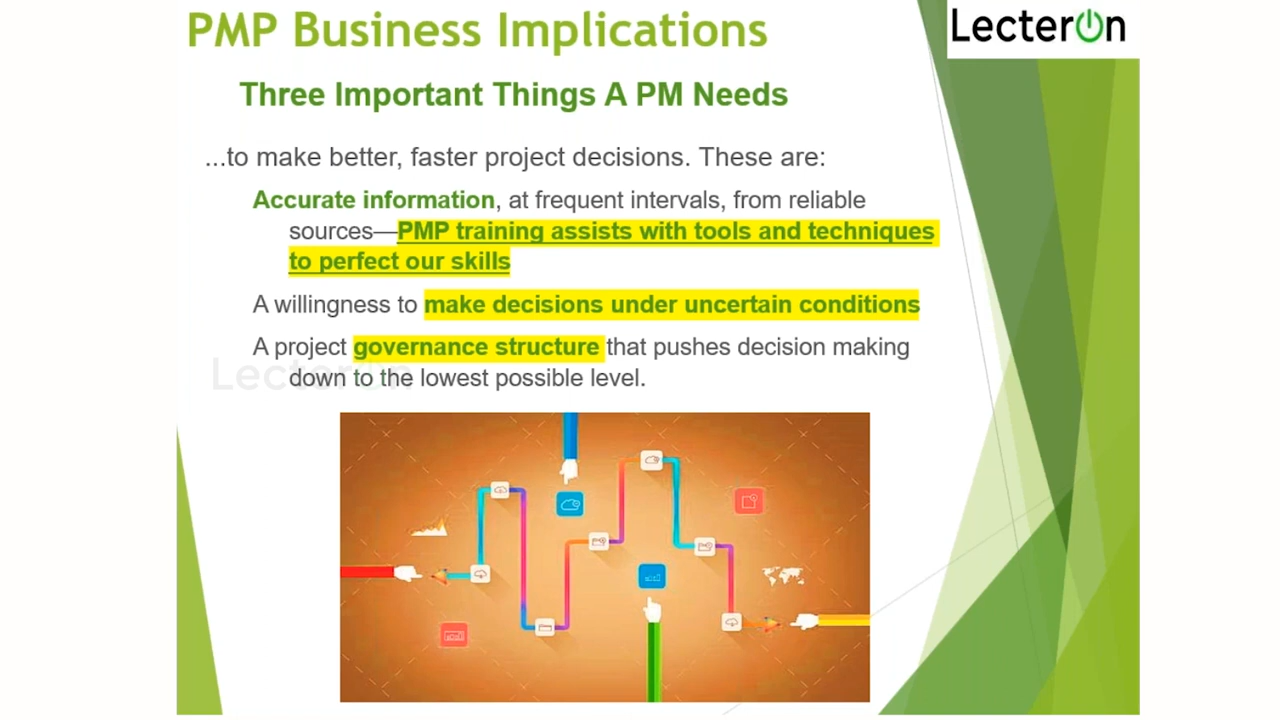 PMP Business Implications
LecterOn
Three Important Things A PM Needs
...to make better, faster project decisions. These are:
Accurate information, at frequent intervals, from reliable
sources—PMP training assists with tools and techniques
to perfect our skills
A willingness to make decisions under uncertain conditions
A project governance structure that pushes decision making
down to the lowest possible level.
LecterOn